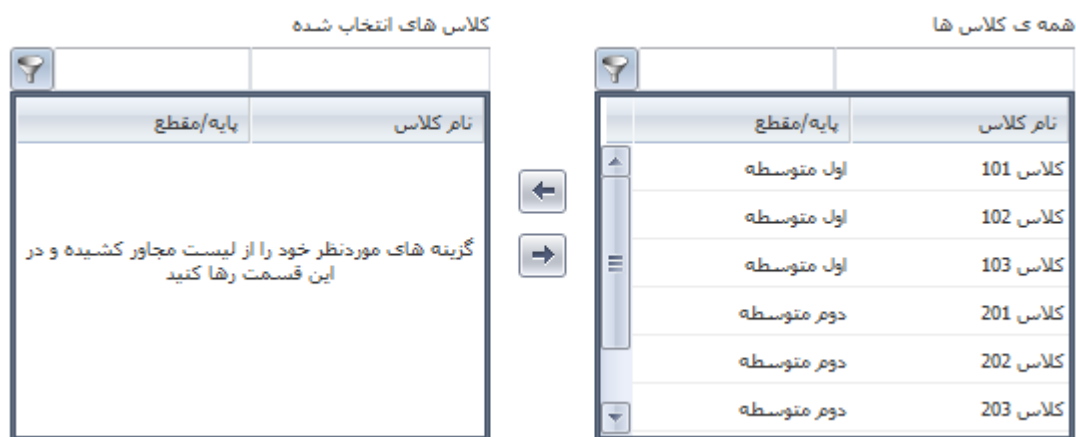 همه ی کلاس ها
نام کلاس پایه/مقطع
کلاس 101 اول متوسطه
کلاس 102 اول متوسطه
کلاس 103 اول متوسطه
کلاس 201 دوم متوسطه
کلاس 202 دوم متوسطه
کلاس 203 دوم متوسطه
کلاس های انتخاب شده
نام کلاس پایه/مقطع
گزینه های موردنظر خود را از لیست مجاور کشیده و در
این قسمت رها کنید